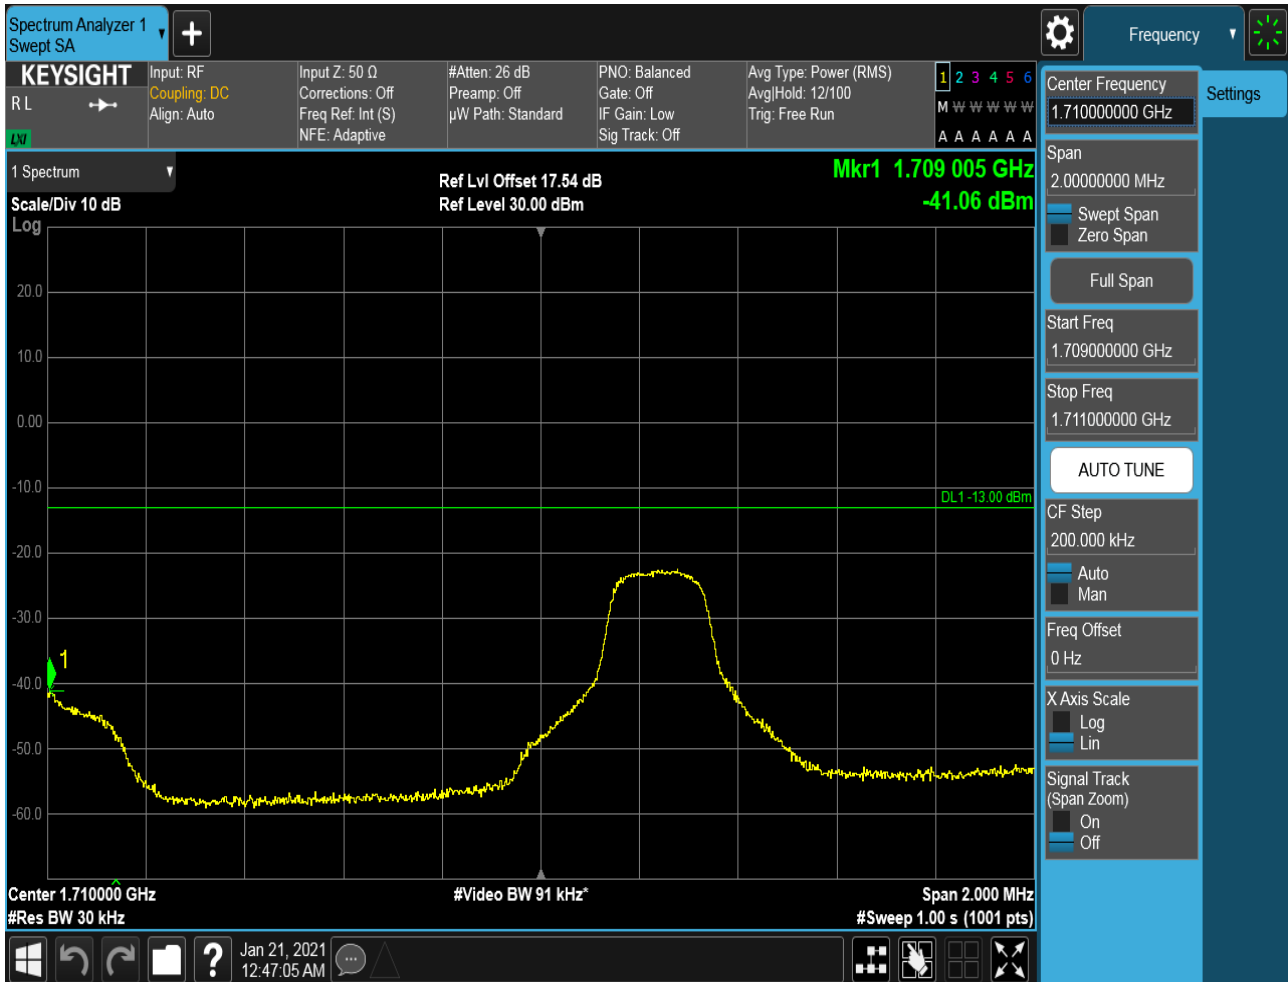 Spectrum Analyzer 1
Swept SA
+
Frequency
KEYSIGHT
R L
LXI
Input: RF
Coupling: DC
Align: Auto
Input Z: 50 Ω
Corrections: Off
Freq Ref: Int (S)
NFE: Adaptive
#Atten: 26 dB
Preamp: Off
µW Path: Standard
PNO: Balanced
Gate: Off
IF Gain: Low
Sig Track: Off
Avg Type: Power (RMS)
Avg|Hold: 12/100
Trig: Free Run
1 2 3 4 5 6
M W W W W W
A A A A A A
1 Spectrum
Scale/Div 10 dB
Log
Ref Lvl Offset 17.54 dB
Ref Level 30.00 dBm
Mkr1 1.709 005 GHz
-41.06 dBm
20.0
10.0
0.00
-10.0
DL1 -13.00 dBm
-20.0
-30.0
1
-40.0
-50.0
-60.0
Center 1.710000 GHz
#Video BW 91 kHz*
Span 2.000 MHz
#Res BW 30 kHz
#Sweep 1.00 s (1001 pts)
Center Frequency
1.710000000 GHz
Settings
Span
2.00000000 MHz
Swept Span
Zero Span
Full Span
Start Freq
1.709000000 GHz
Stop Freq
1.711000000 GHz
AUTO TUNE
CF Step
200.000 kHz
Auto
Man
Freq Offset
0 Hz
X Axis Scale
Log
Lin
Signal Track
(Span Zoom)
On
Off
?
Jan 21, 2021
12:47:05 AM